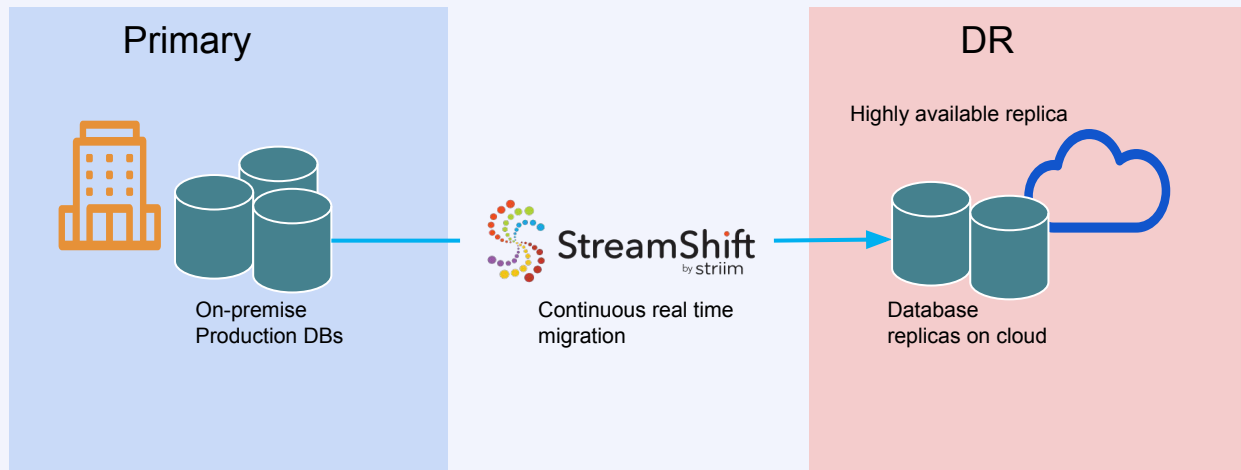 Primary
DR
Highly available replica
StreamShift
by striim
On-premise
Production DBs
Continuous real time
migration
Database
replicas on cloud